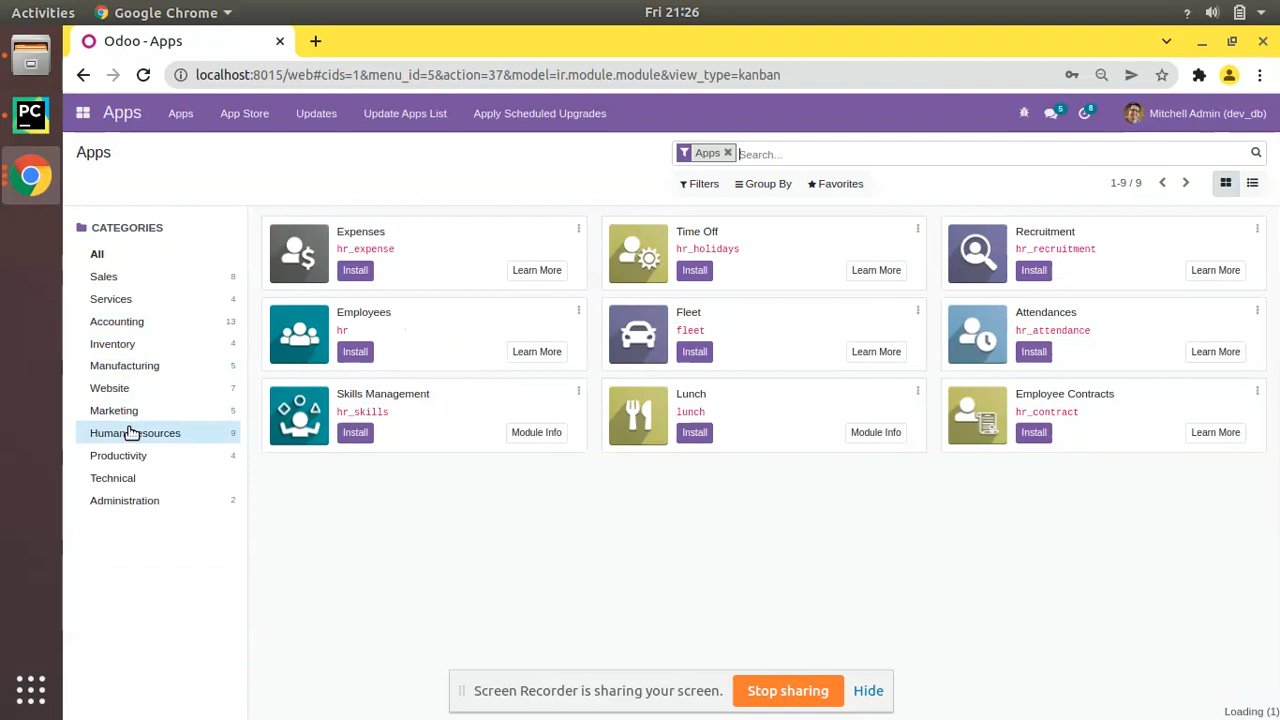 Activities Google Chrome Fri 21:26 ?
Odoo - Apps
localhost:8015/web#cids=1&menu_id=5&action=37&model=ir.module.module&view_type=kanban
Apps Apps App Store Updates Update Apps List Apply Scheduled Upgrades 5 8 Mitchell Admin (dev_db)
Apps
Apps Search...
Filters Group By Favorites 1-9 / 9
CATEGORIES
All
Sales 8
Services 4
Accounting 13
Inventory 4
Manufacturing 5
Website 7
Marketing 5
Human Resources 9
Productivity 4
Technical
Administration 2
Expenses
hr_expense
Install Learn More
Time Off
hr_holidays
Install Learn More
Recruitment
hr_recruitment
Install Learn More
Employees
hr
Install Learn More
Fleet
fleet
Install Learn More
Attendances
hr_attendance
Install Learn More
Skills Management
hr_skills
Install Module Info
Lunch
lunch
Install Module Info
Employee Contracts
hr_contract
Install Learn More
PC
Screen Recorder is sharing your screen. Stop sharing Hide
Loading (1)